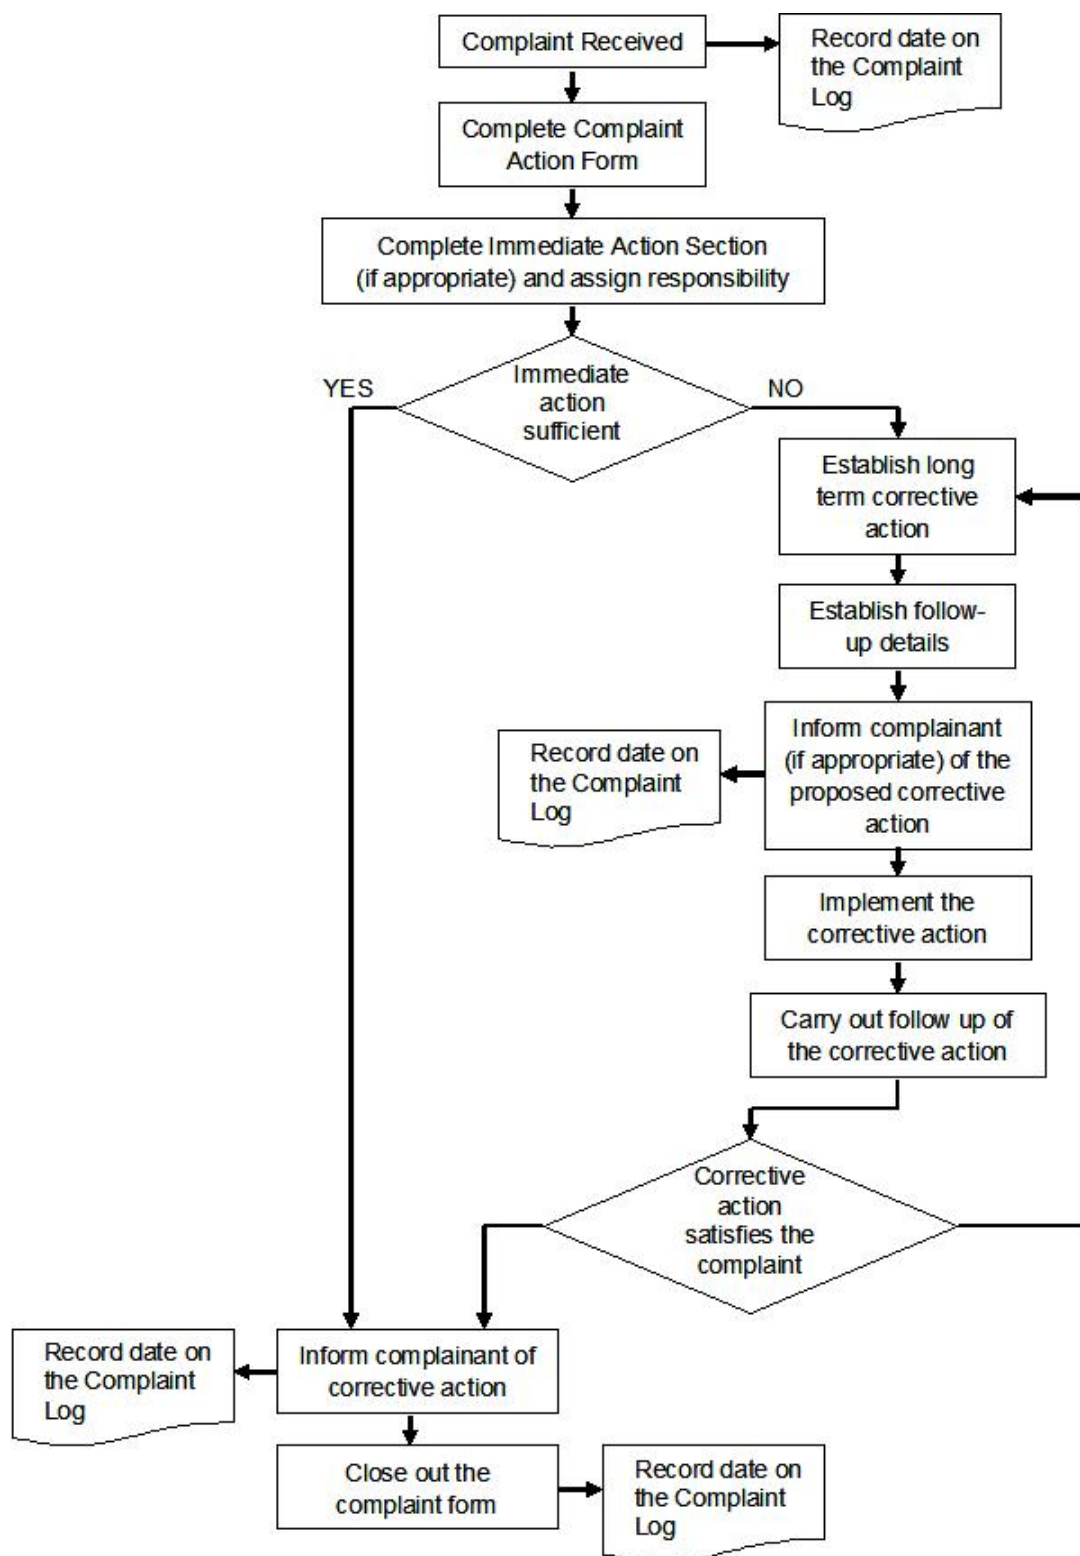 Complaint Received
Record date on
the Complaint
Log
Complete Complaint
Action Form
Complete Immediate Action Section
(if appropriate) and assign responsibility
YES
Immediate
action
sufficient
NO
Establish long
term corrective
action
Establish follow-
up details
Inform complainant
(if appropriate) of the
proposed corrective
action
Record date on
the Complaint
Log
Implement the
corrective action
Carry out follow up of
the corrective action
Corrective
action
satisfies the
complaint
Record date on
the Complaint
Log
Inform complainant of
corrective action
Close out the
complaint form
Record date on
the Complaint
Log